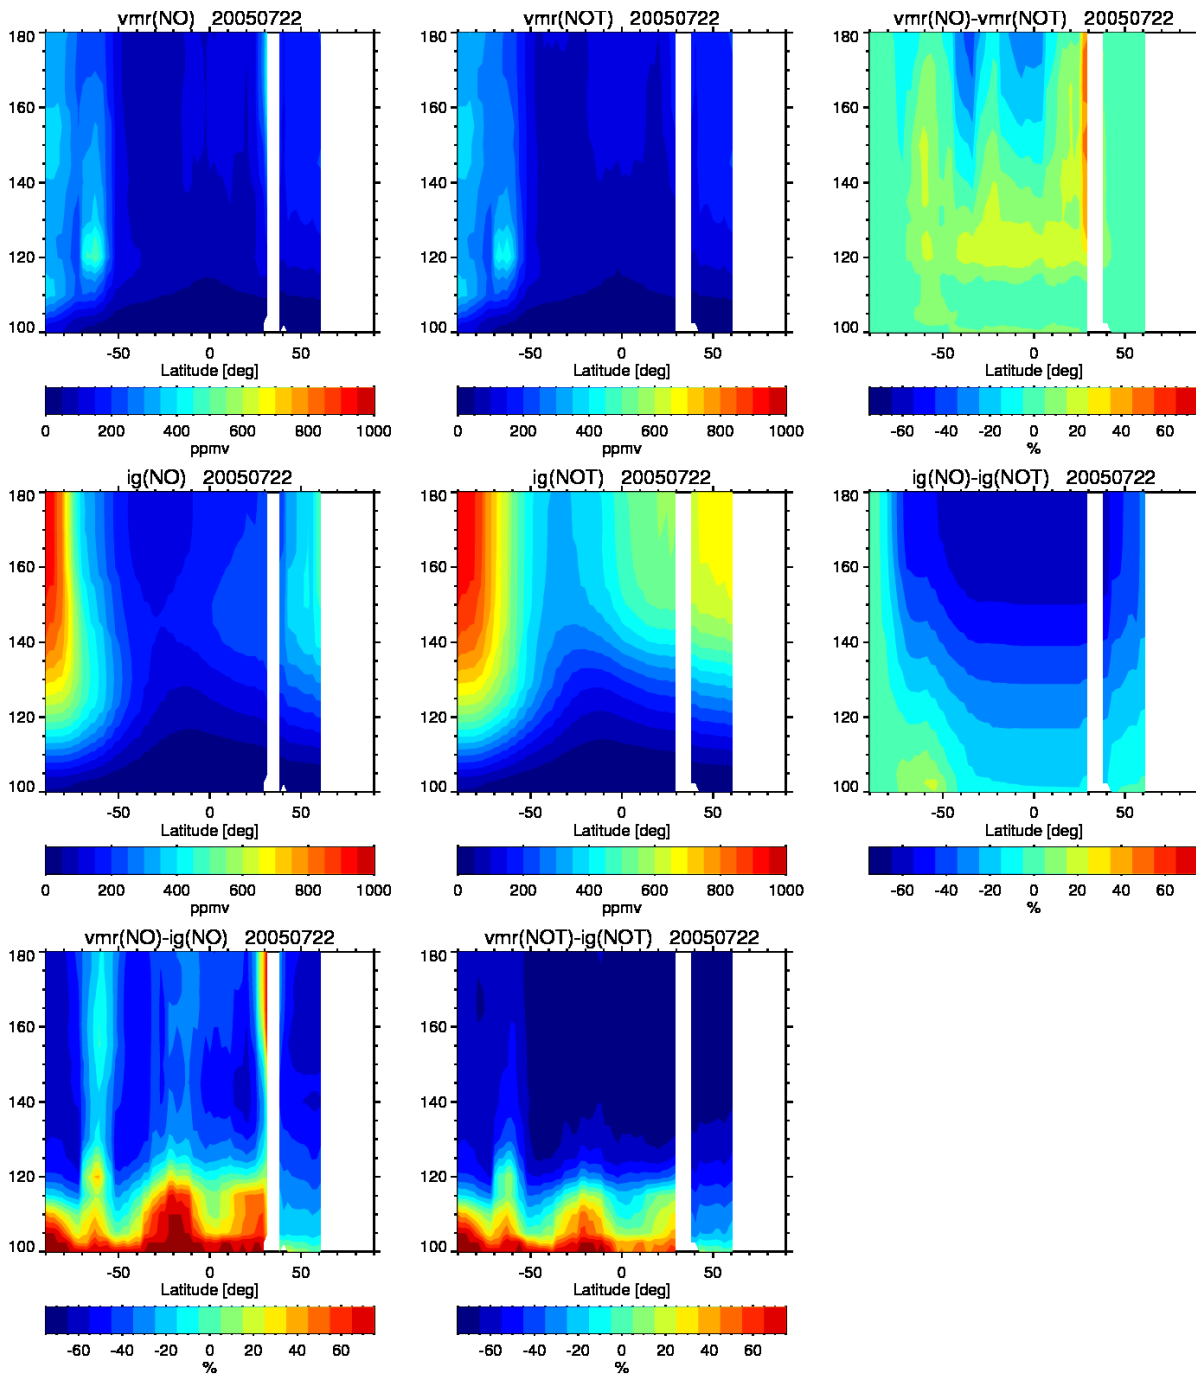 vmr(NO) 20050722
vmr(NOT) 20050722
vmr(NO)-vmr(NOT) 20050722
180 180 180
160 160 160
140 140 140
120 120 120
100 100 100
-50 0 50 -50 0 50 -50 0 50
Latitude [deg] Latitude [deg] Latitude [deg]
0 200 400 600 800 1000 0 200 400 600 800 1000 -60 -40 -20 0 20 40 60
ppmv ppmv %
ig(NO) 20050722
ig(NOT) 20050722
ig(NO)-ig(NOT) 20050722
180 180 180
160 160 160
140 140 140
120 120 120
100 100 100
-50 0 50 -50 0 50 -50 0 50
Latitude [deg] Latitude [deg] Latitude [deg]
0 200 400 600 800 1000 0 200 400 600 800 1000 -60 -40 -20 0 20 40 60
ppmv ppmv %
vmr(NO)-ig(NO) 20050722
vmr(NOT)-ig(NOT) 20050722
180 180
160 160
140 140
120 120
100 100
-50 0 50 -50 0 50
Latitude [deg] Latitude [deg]
-60 -40 -20 0 20 40 60 -60 -40 -20 0 20 40 60
% %